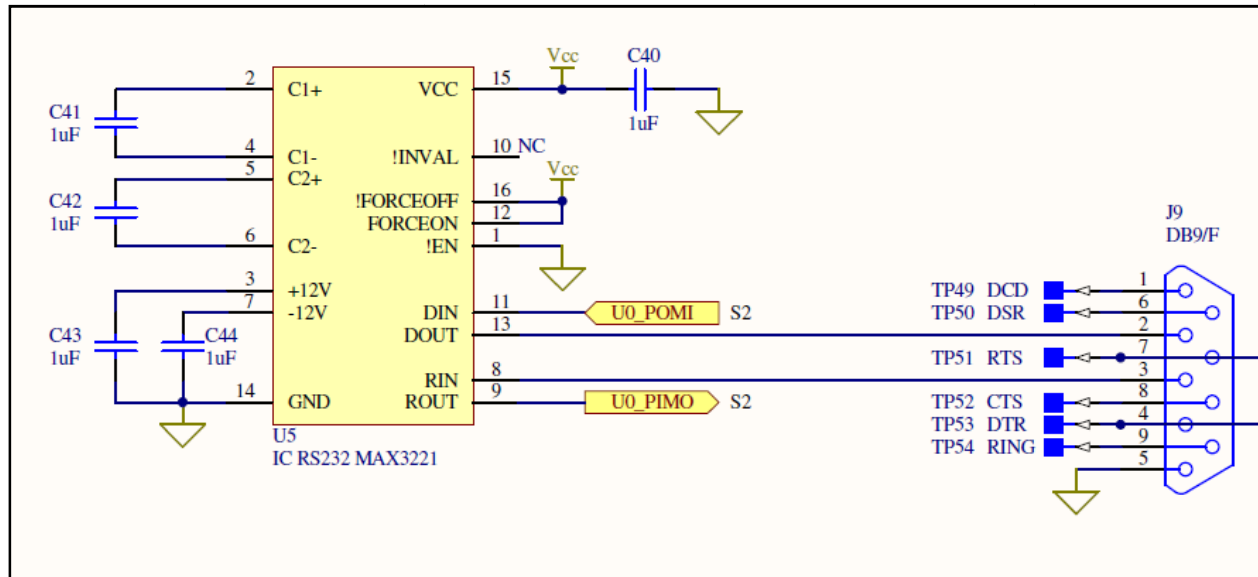 Vcc
C40
1uF
C41
1uF
2
C1+
VCC
15
4
C1-
!INVAL
10
NC
C42
1uF
5
C2+
Vcc
!FORCEOFF
16
FORCEON
12
6
C2-
!EN
1
3
+12V
7
-12V
C43
1uF
C44
1uF
DIN
11
U0_POMI
S2
DOUT
13
RIN
8
14
GND
ROUT
9
U0_PIMO
S2
U5
IC RS232 MAX3221
J9
DB9/F
TP49 DCD
1
TP50 DSR
6
2
TP51 RTS
7
3
TP52 CTS
8
TP53 DTR
4
TP54 RING
9
5